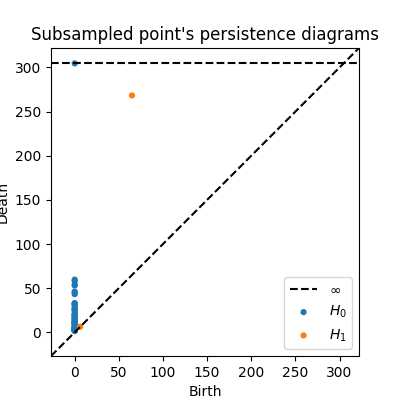 Subsampled point's persistence diagrams
300
250
200
150
100
50
0
Death
0 50 100 150 200 250 300
Birth
∞
H₀
H₁